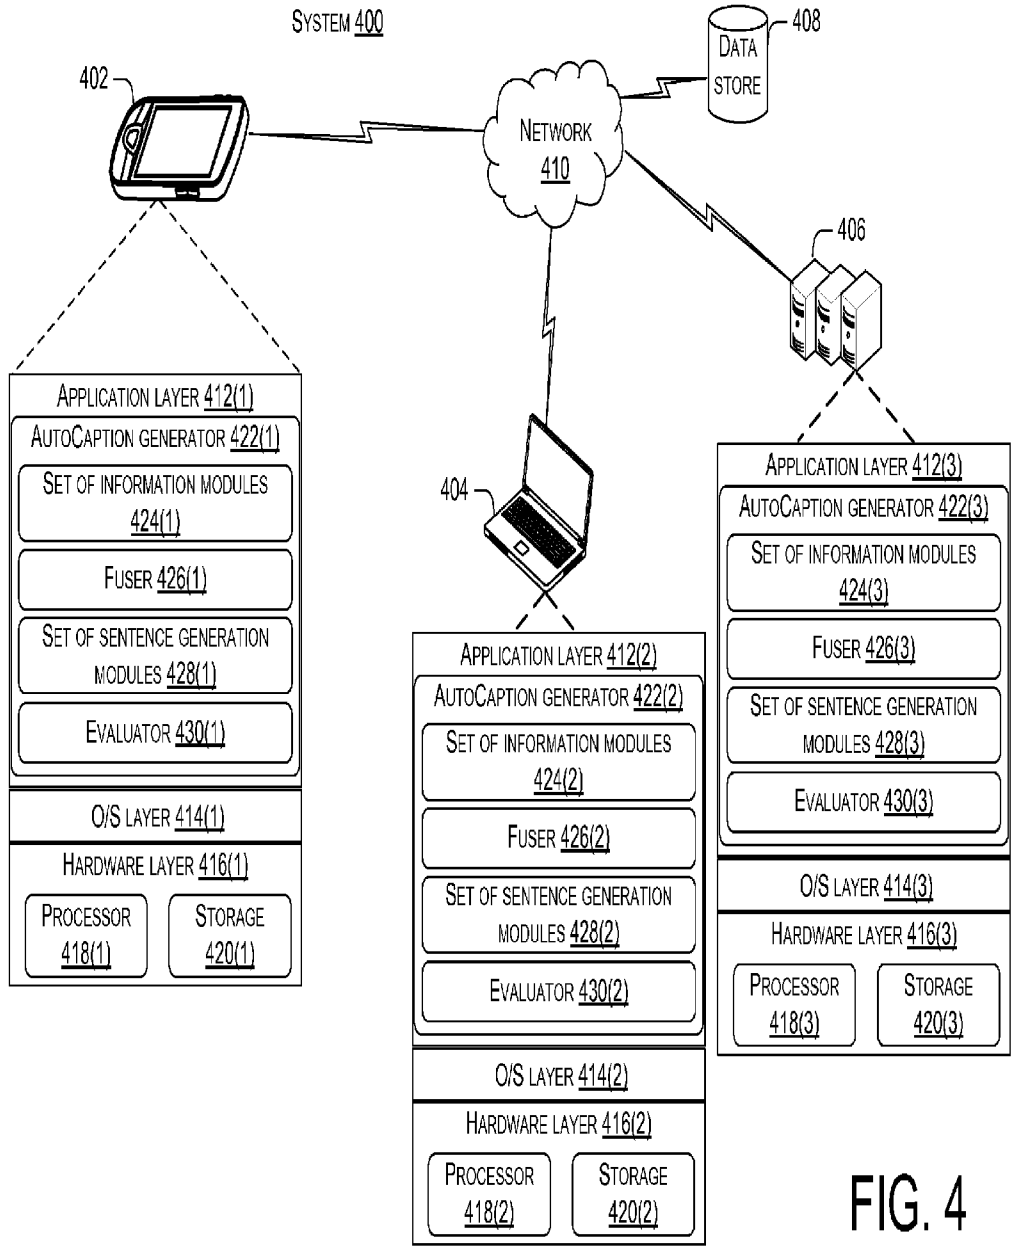 SYSTEM 400
402
NETWORK
410
408
DATA
STORE
406
404
APPLICATION LAYER 412(1)
AUTOCAPTION GENERATOR 422(1)
SET OF INFORMATION MODULES
424(1)
FUSER 426(1)
SET OF SENTENCE GENERATION
MODULES 428(1)
EVALUATOR 430(1)
O/S LAYER 414(1)
HARDWARE LAYER 416(1)
PROCESSOR
418(1)
STORAGE
420(1)
APPLICATION LAYER 412(2)
AUTOCAPTION GENERATOR 422(2)
SET OF INFORMATION MODULES
424(2)
FUSER 426(2)
SET OF SENTENCE GENERATION
MODULES 428(2)
EVALUATOR 430(2)
O/S LAYER 414(2)
HARDWARE LAYER 416(2)
PROCESSOR
418(2)
STORAGE
420(2)
APPLICATION LAYER 412(3)
AUTOCAPTION GENERATOR 422(3)
SET OF INFORMATION MODULES
424(3)
FUSER 426(3)
SET OF SENTENCE GENERATION
MODULES 428(3)
EVALUATOR 430(3)
O/S LAYER 414(3)
HARDWARE LAYER 416(3)
PROCESSOR
418(3)
STORAGE
420(3)
FIG. 4